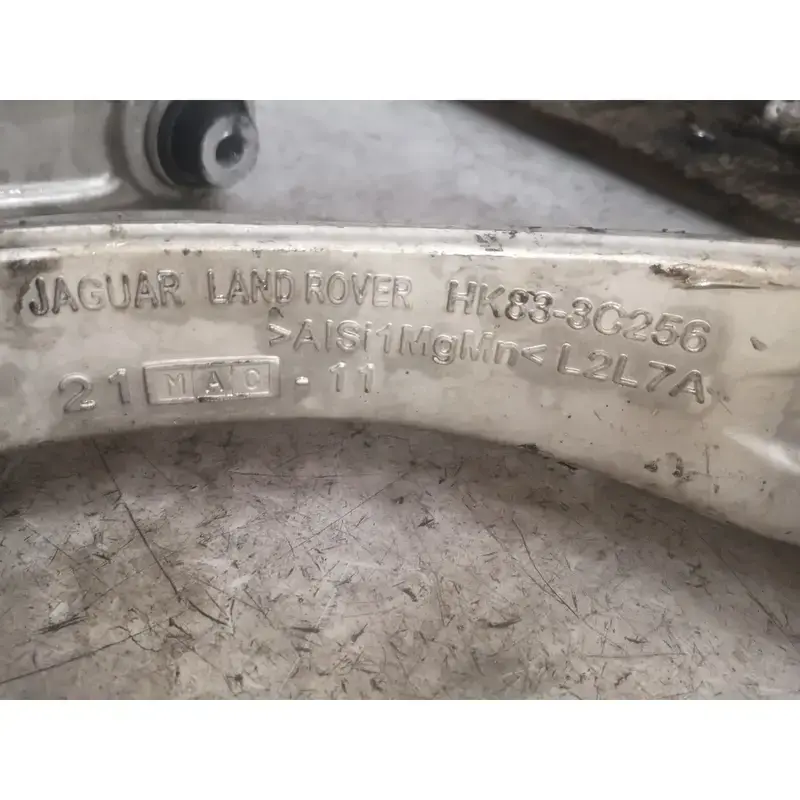 JAGUAR LAND ROVER HK83-3C256
>AlSi1MgMn< L2L7A
21 MAC -11